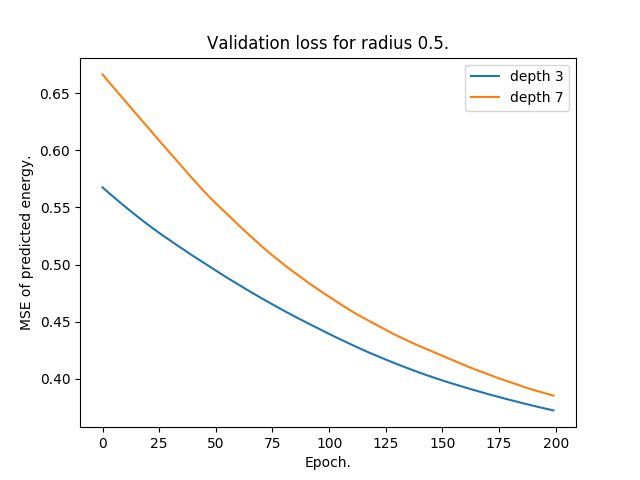 Validation loss for radius 0.5.
depth 3
depth 7
MSE of predicted energy.
0.65
0.60
0.55
0.50
0.45
0.40
0 25 50 75 100 125 150 175 200
Epoch.